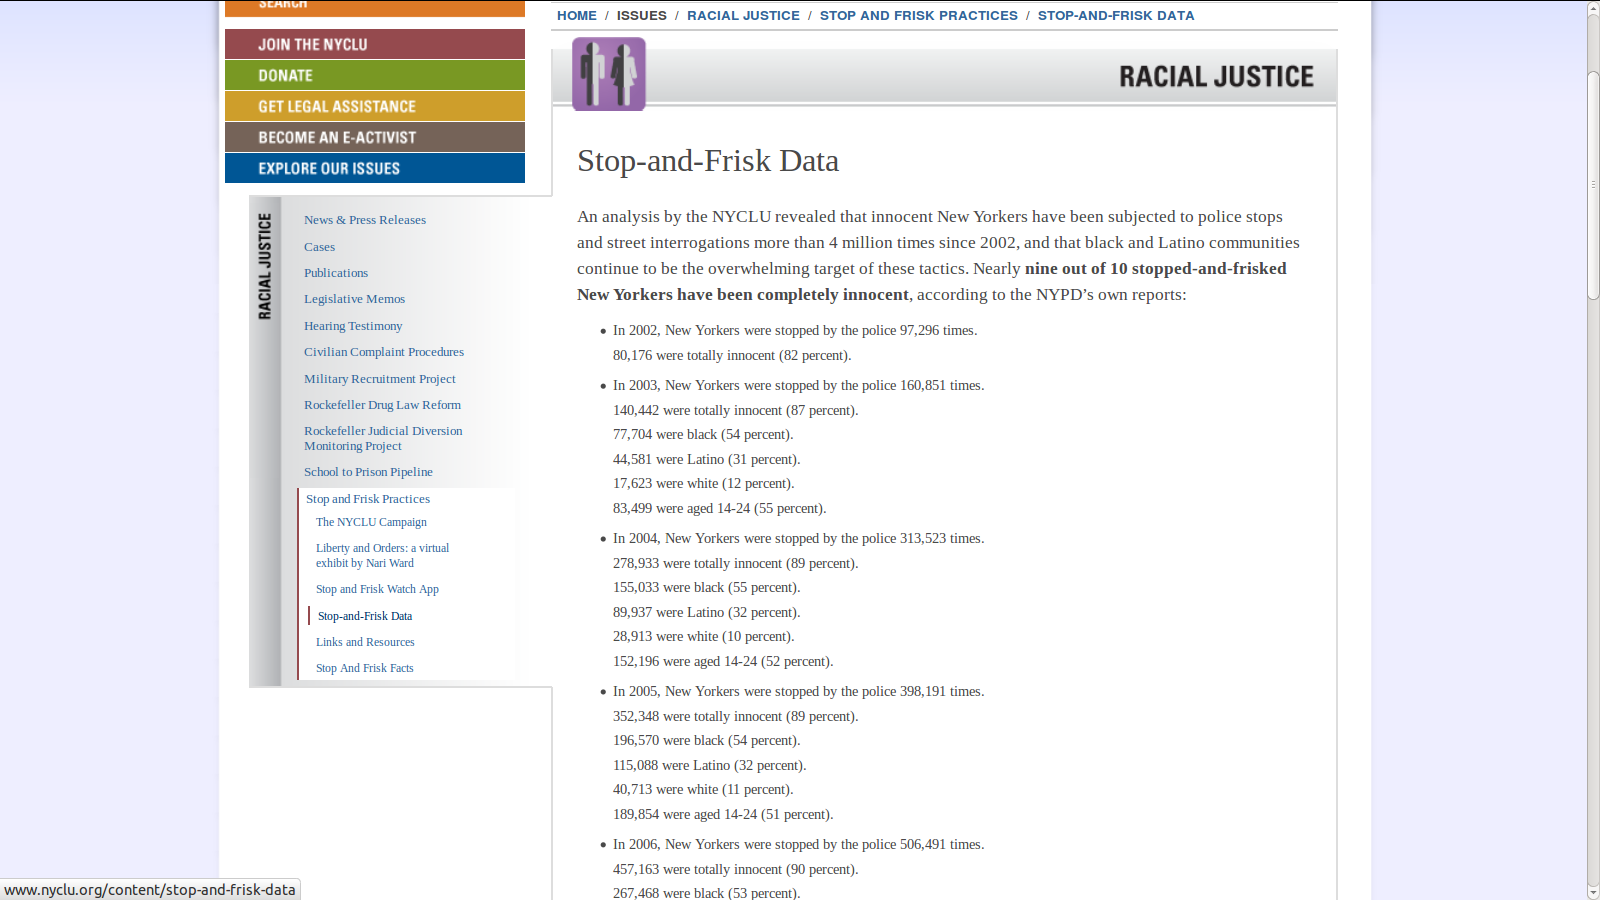 SEARCH
JOIN THE NYCLU
DONATE
GET LEGAL ASSISTANCE
BECOME AN E-ACTIVIST
EXPLORE OUR ISSUES
RACIAL JUSTICE
News & Press Releases
Cases
Publications
Legislative Memos
Hearing Testimony
Civilian Complaint Procedures
Military Recruitment Project
Rockefeller Drug Law Reform
Rockefeller Judicial Diversion
Monitoring Project
School to Prison Pipeline
Stop and Frisk Practices
The NYCLU Campaign
Liberty and Orders: a virtual
exhibit by Nari Ward
Stop and Frisk Watch App
Stop-and-Frisk Data
Links and Resources
Stop And Frisk Facts
HOME / ISSUES / RACIAL JUSTICE / STOP AND FRISK PRACTICES / STOP-AND-FRISK DATA
RACIAL JUSTICE
Stop-and-Frisk Data
An analysis by the NYCLU revealed that innocent New Yorkers have been subjected to police stops
and street interrogations more than 4 million times since 2002, and that black and Latino communities
continue to be the overwhelming target of these tactics. Nearly nine out of 10 stopped-and-frisked
New Yorkers have been completely innocent, according to the NYPD’s own reports:
• In 2002, New Yorkers were stopped by the police 97,296 times.
80,176 were totally innocent (82 percent).
• In 2003, New Yorkers were stopped by the police 160,851 times.
140,442 were totally innocent (87 percent).
77,704 were black (54 percent).
44,581 were Latino (31 percent).
17,623 were white (12 percent).
83,499 were aged 14-24 (55 percent).
• In 2004, New Yorkers were stopped by the police 313,523 times.
278,933 were totally innocent (89 percent).
155,033 were black (55 percent).
89,937 were Latino (32 percent).
28,913 were white (10 percent).
152,196 were aged 14-24 (52 percent).
• In 2005, New Yorkers were stopped by the police 398,191 times.
352,348 were totally innocent (89 percent).
196,570 were black (54 percent).
115,088 were Latino (32 percent).
40,713 were white (11 percent).
189,854 were aged 14-24 (51 percent).
• In 2006, New Yorkers were stopped by the police 506,491 times.
457,163 were totally innocent (90 percent).
267,468 were black (53 percent).
www.nyclu.org/content/stop-and-frisk-data